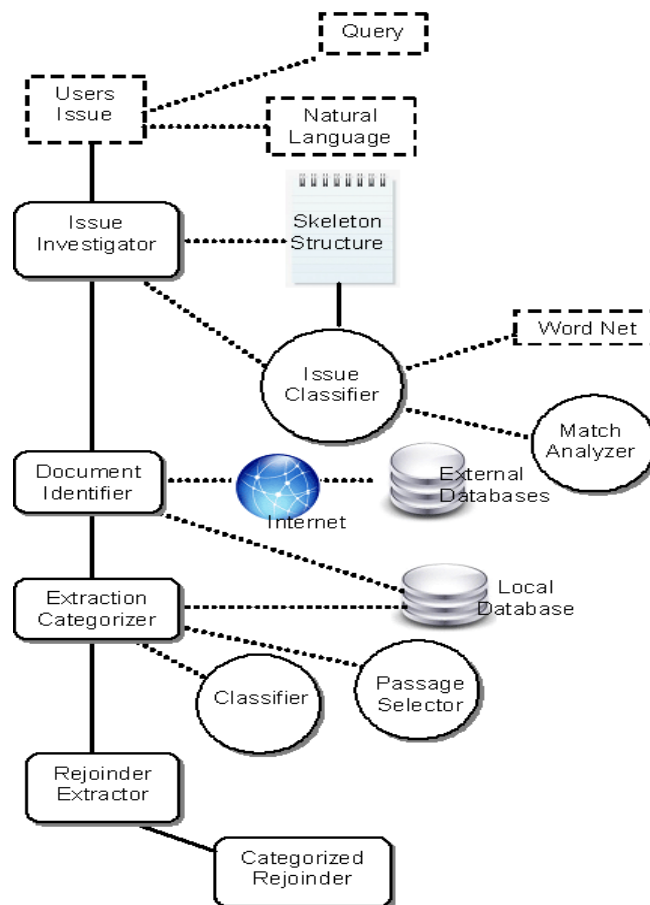 Query
Users
Issue
Natural
Language
Issue
Investigator
Skeleton
Structure
Word Net
Issue
Classifier
Match
Analyzer
Document
Identifier
Internet
External
Databases
Extraction
Categorizer
Local
Database
Classifier
Passage
Selector
Rejoinder
Extractor
Categorized
Rejoinder